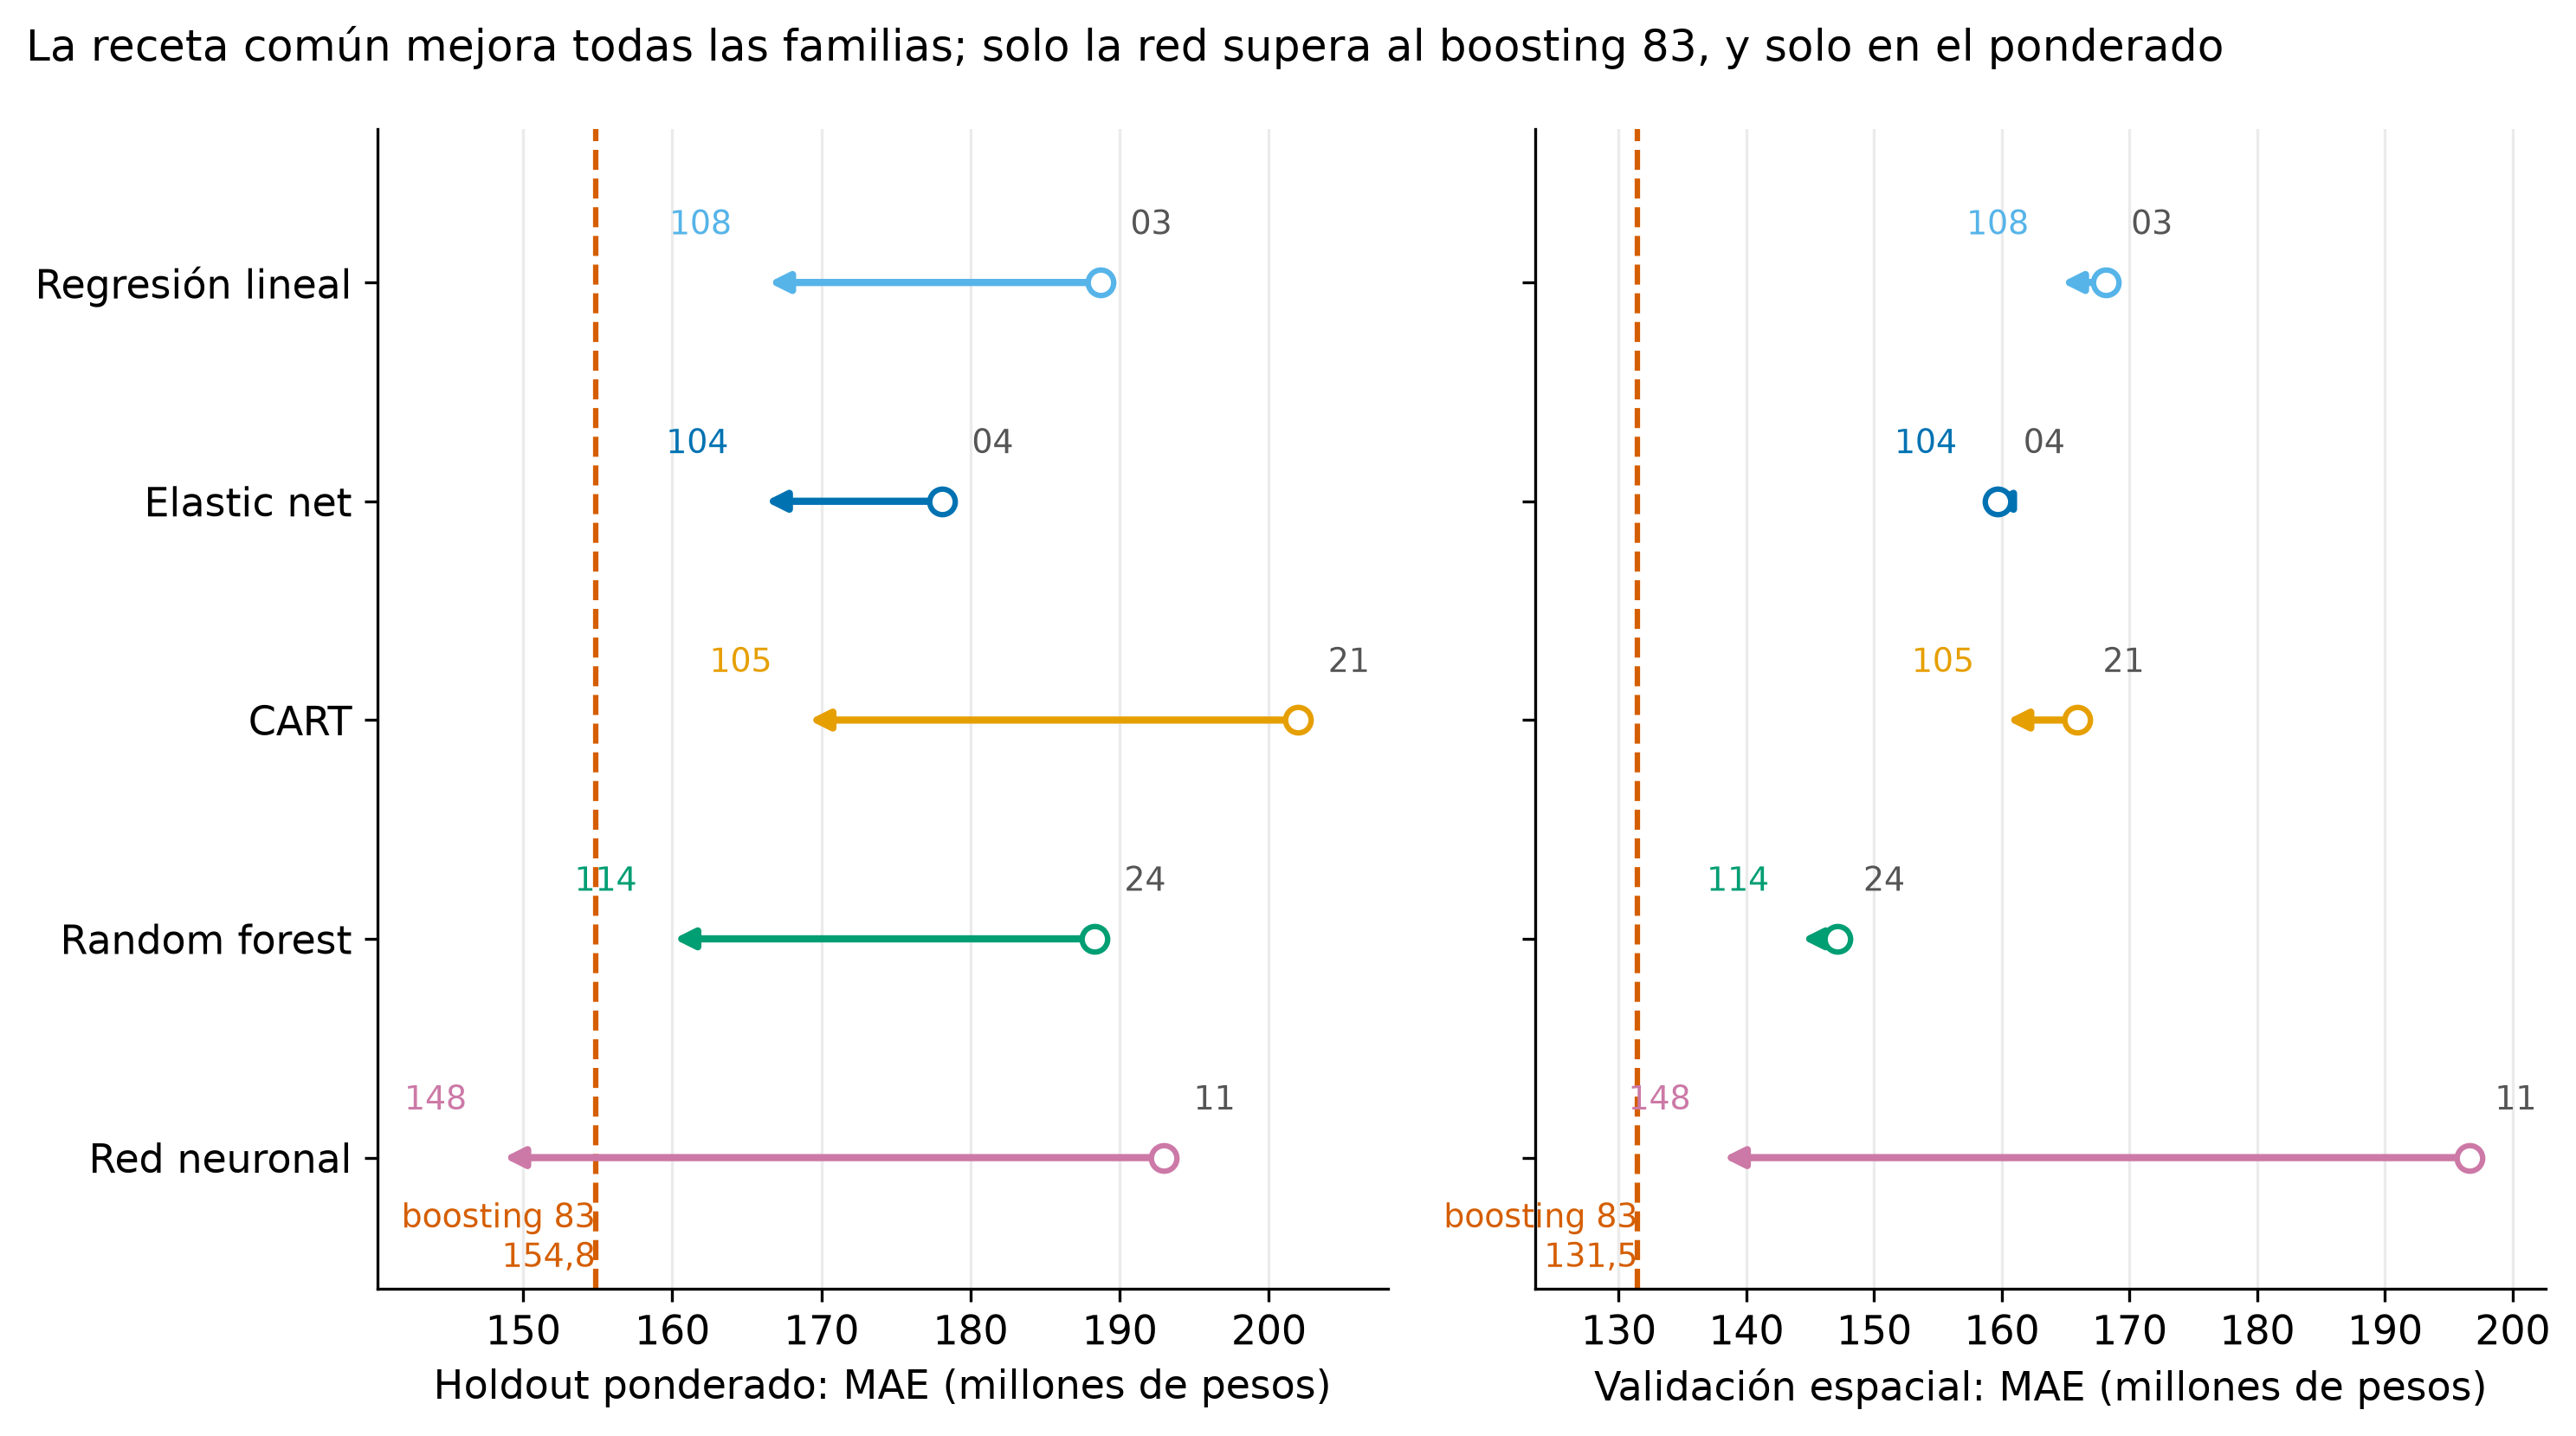 La receta común mejora todas las familias; solo la red supera al boosting 83, y solo en el ponderado
Regresión lineal
Elastic net
CART
Random forest
Red neuronal
108
03
104
04
105
21
114
24
148
11
boosting 83
154,8
150 160 170 180 190 200
Holdout ponderado: MAE (millones de pesos)
108
03
104
04
105
21
114
24
148
11
boosting 83
131,5
130 140 150 160 170 180 190 200
Validación espacial: MAE (millones de pesos)